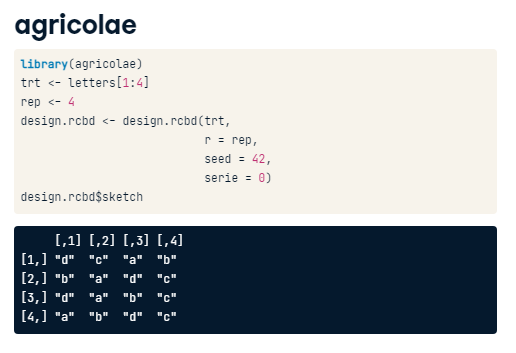 agricolae
library(agricolae)
trt <- letters[1:4]
rep <- 4
design.rcbd <- design.rcbd(trt,
                           r = rep,
                           seed = 42,
                           serie = 0)
design.rcbd$sketch
     [,1] [,2] [,3] [,4]
[1,] "d"  "c"  "a"  "b"
[2,] "b"  "a"  "d"  "c"
[3,] "d"  "a"  "b"  "c"
[4,] "a"  "b"  "d"  "c"